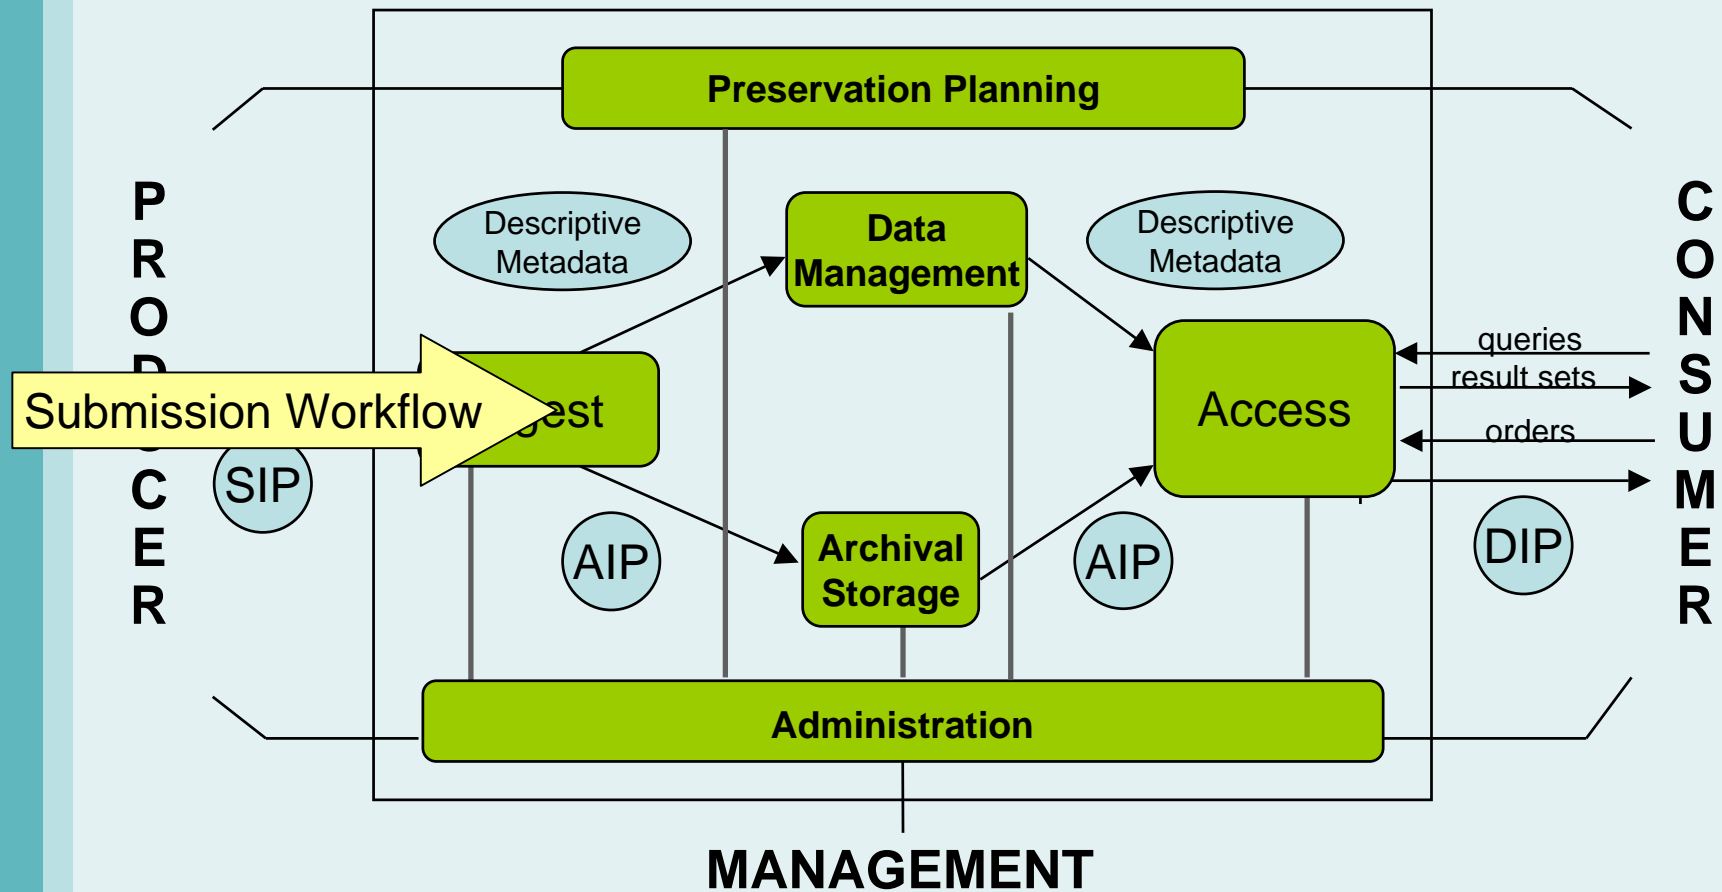 Preservation Planning
P
R
O
D
C
E
R
Descriptive
Metadata
Data
Management
Descriptive
Metadata
C
O
N
S
U
M
E
R
queries
result sets
orders
Submission Workflow
gest
Access
SIP
AIP
Archival
Storage
AIP
DIP
Administration
MANAGEMENT